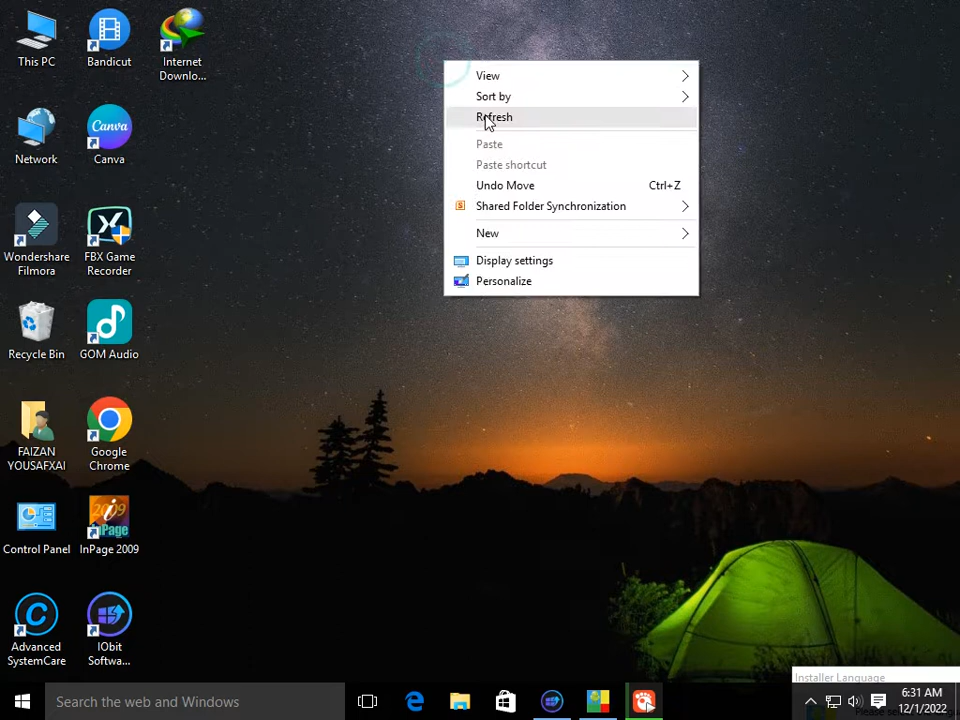 This PC
Bandicut
Internet
Downlo...
Network
Canva
Wondershare
Filmora
FBX Game
Recorder
Recycle Bin
GOM Audio
FAIZAN
YOUSAFXAI
Google
Chrome
Control Panel
2009
InPage
InPage 2009
Advanced
SystemCare
IObit
Softwa...
View
Sort by
Refresh
Paste
Paste shortcut
Undo Move Ctrl+Z
Shared Folder Synchronization
New
Display settings
Personalize
Installer Language
Search the web and Windows
6:31 AM
12/1/2022